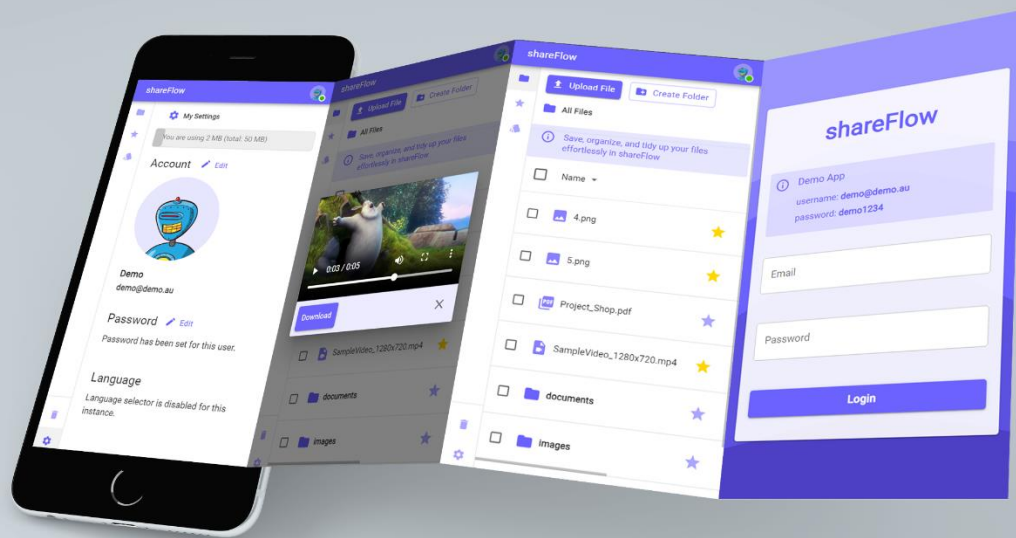 shareFlow
My Settings
You are using 2 MB (total: 50 MB)
Account Edit
Demo
demo@demo.au
Password Edit
Password has been set for this user.
Language
Language selector is disabled for this
instance.
shareFlow
Upload File Create Folder
All Files
Save, organize, and tidy up your files
effortlessly in shareFlow
0:03 / 0:05
Download
SampleVideo_1280x720.mp4
documents
images
shareFlow
Upload File Create Folder
All Files
Save, organize, and tidy up your files
effortlessly in shareFlow
Name
4.png
5.png
PDF Project_Shop.pdf
SampleVideo_1280x720.mp4
documents
images
shareFlow
Demo App
username: demo@demo.au
password: demo1234
Email
Password
Login